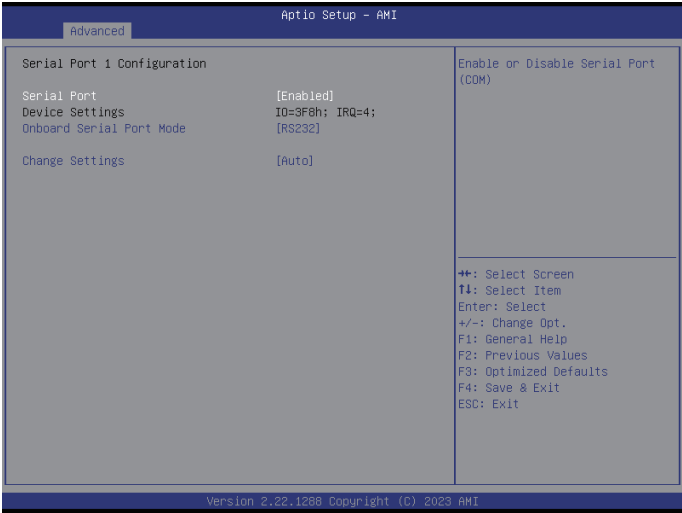 Aptio Setup – AMI
Advanced
Serial Port 1 Configuration
Serial Port [Enabled]
Device Settings IO=3F8h; IRQ=4;
Onboard Serial Port Mode [RS232]
Change Settings [Auto]
Enable or Disable Serial Port
(COM)
→←: Select Screen
↑↓: Select Item
Enter: Select
+/-: Change Opt.
F1: General Help
F2: Previous Values
F3: Optimized Defaults
F4: Save & Exit
ESC: Exit
Version 2.22.1288 Copyright (C) 2023 AMI